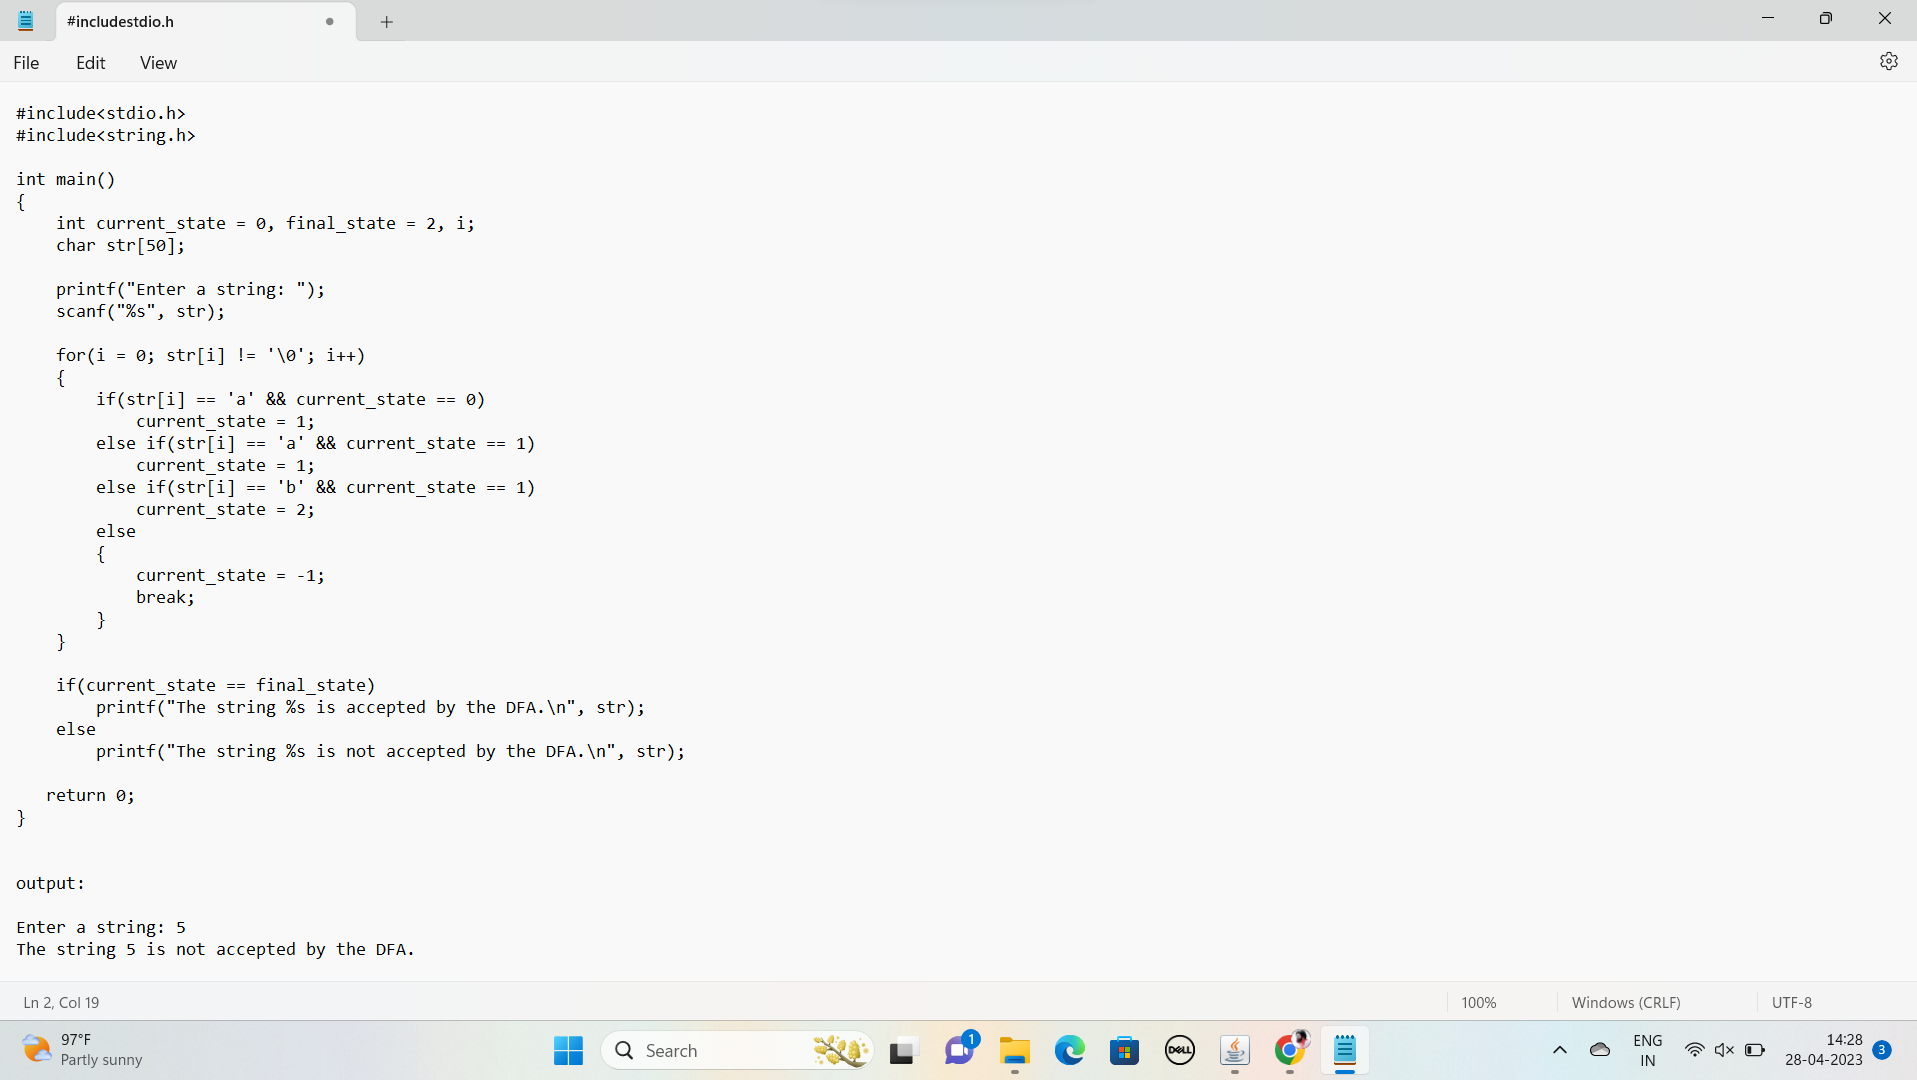 #includestdio.h
File Edit View
#include<stdio.h>
#include<string.h>
int main()
{
    int current_state = 0, final_state = 2, i;
    char str[50];
    printf("Enter a string: ");
    scanf("%s", str);
    for(i = 0; str[i] != '\0'; i++)
    {
        if(str[i] == 'a' && current_state == 0)
            current_state = 1;
        else if(str[i] == 'a' && current_state == 1)
            current_state = 1;
        else if(str[i] == 'b' && current_state == 1)
            current_state = 2;
        else
        {
            current_state = -1;
            break;
        }
    }
    if(current_state == final_state)
        printf("The string %s is accepted by the DFA.\n", str);
    else
        printf("The string %s is not accepted by the DFA.\n", str);
   return 0;
}
output:
Enter a string: 5
The string 5 is not accepted by the DFA.
Ln 2, Col 19 100% Windows (CRLF) UTF-8
97°F
Partly sunny
Search
1
DELL
ENG
IN
14:28
28-04-2023
3